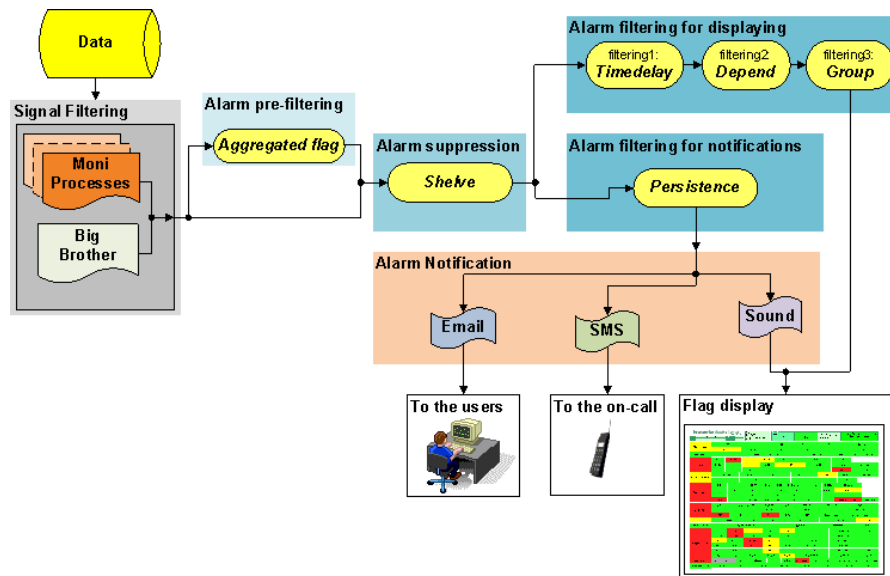 Data
Signal Filtering
Moni
Processes
Big
Brother
Alarm pre-filtering
Aggregated flag
Alarm suppression
Shelve
Alarm filtering for displaying
filtering1:
Timedelay
filtering2
Depend
filtering3:
Group
Alarm filtering for notifications
Persistence
Alarm Notification
Email
SMS
Sound
To the users
To the on-call
Flag display